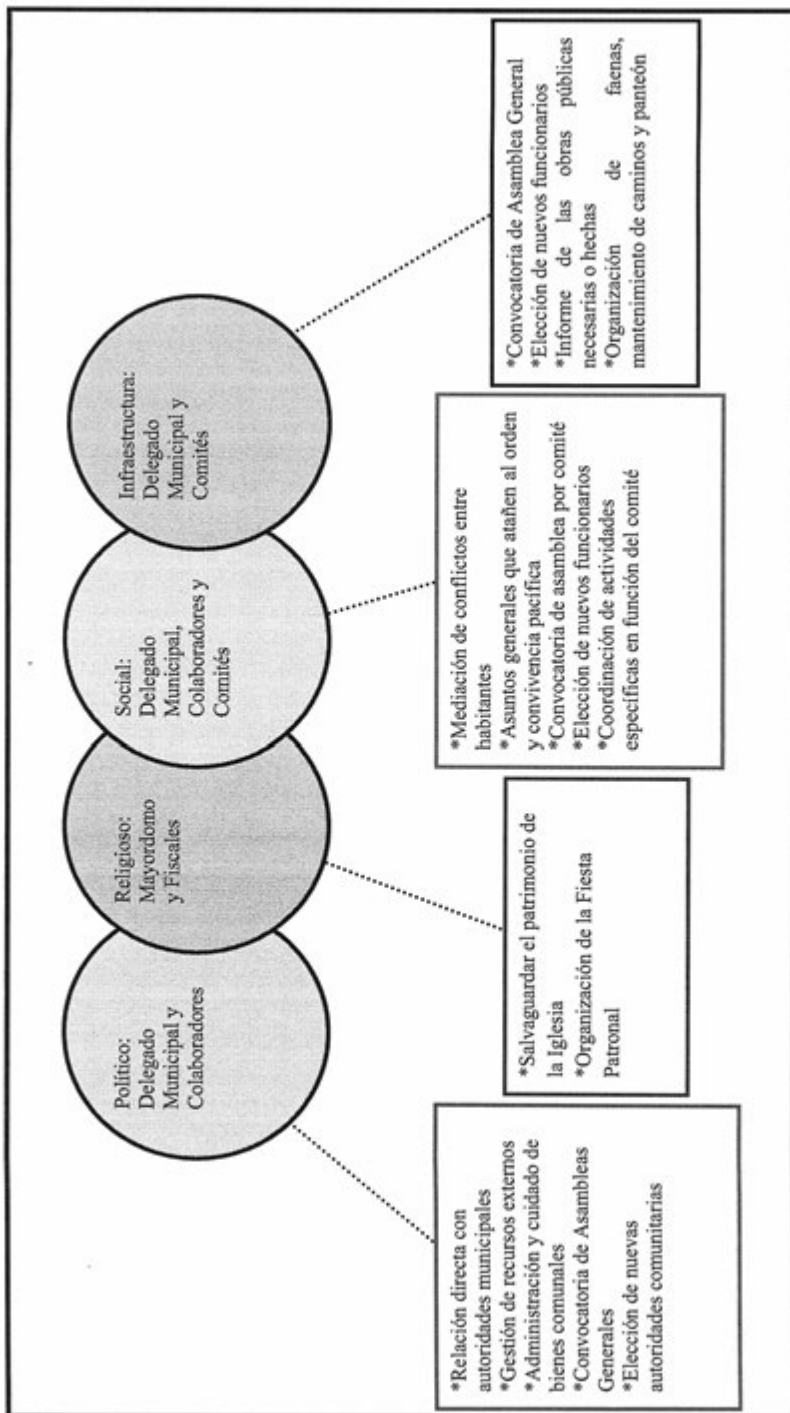 Político:
Delegado
Municipal y
Colaboradores
Religioso:
Mayordomo
y Fiscales
Social:
Delegado
Municipal,
Colaboradores y
Comités
Infraestructura:
Delegado
Municipal y
Comités
*Relación directa con
autoridades municipales
*Gestión de recursos externos
*Administración y cuidado de
bienes comunales
*Convocatoria de Asambleas
Generales
*Elección de nuevas
autoridades comunitarias
*Salvaguardar el patrimonio de
la Iglesia
*Organización de la Fiesta
Patronal
*Mediación de conflictos entre
habitantes
*Asuntos generales que atañen al orden
y convivencia pacífica
*Convocatoria de asamblea por comité
*Elección de nuevos funcionarios
*Coordinación de actividades
específicas en función del comité
*Convocatoria de Asamblea General
*Elección de nuevos funcionarios
*Informe de las obras públicas
necesarias o hechas
*Organización de faenas,
mantenimiento de caminos y panteón